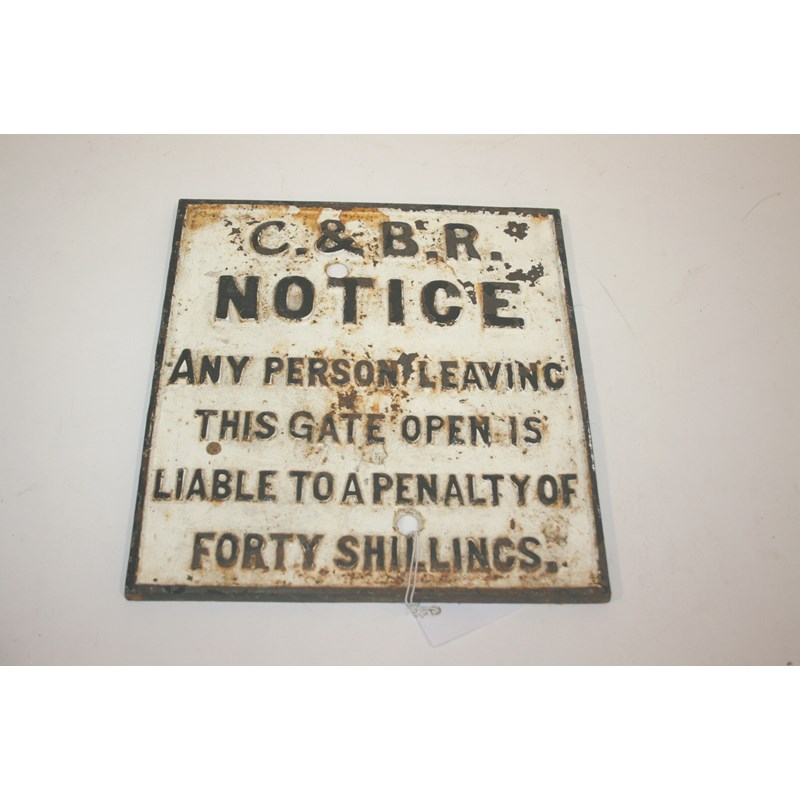 C. & B. R.
NOTICE
ANY PERSON LEAVING
THIS GATE OPEN IS
LIABLE TO A PENALTY OF
FORTY SHILLINGS.